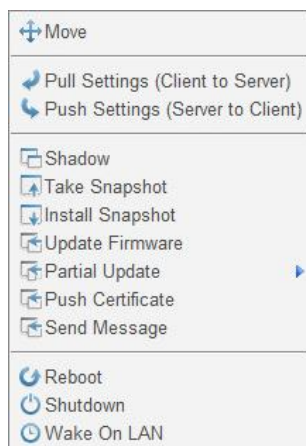 Move
Pull Settings (Client to Server)
Push Settings (Server to Client)
Shadow
Take Snapshot
Install Snapshot
Update Firmware
Partial Update
Push Certificate
Send Message
Reboot
Shutdown
Wake On LAN